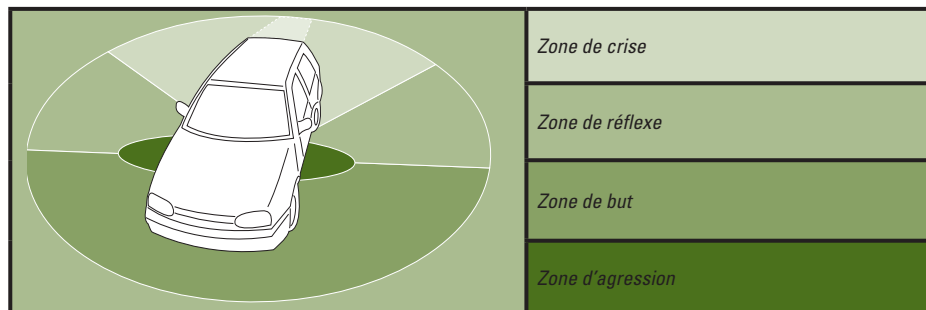 Zone de crise
Zone de réflexe
Zone de but
Zone d’agression